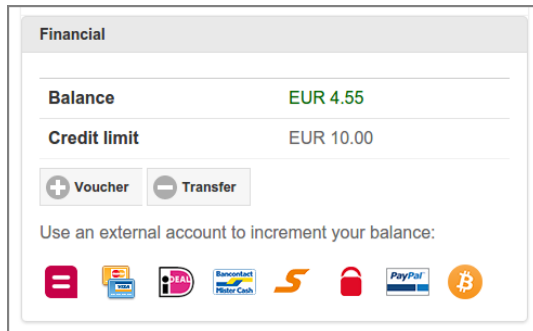 Financial
Balance EUR 4.55
Credit limit EUR 10.00
Voucher Transfer
Use an external account to increment your balance:
VISA iDEAL Bancontact Mister Cash PayPal